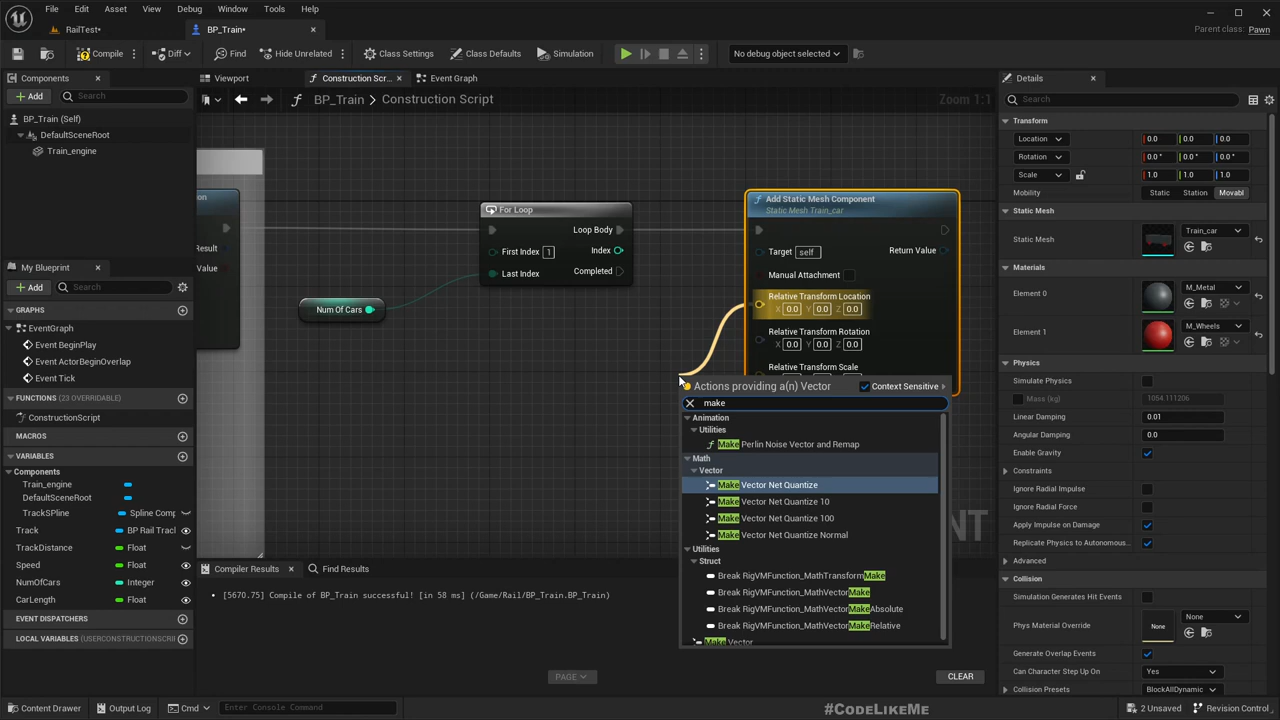 File Edit Asset View Debug Window Tools Help
RailTest• BP_Train• Parent class: Pawn
Compile Diff Find Hide Unrelated Class Settings Class Defaults Simulation No debug object selected
Components Viewport Construction Scr... Event Graph Details
Add Search BP_Train Construction Script Zoom 1:1 Search
BP_Train (Self)
DefaultSceneRoot
Train_engine
Transform
Location 0.0 0.0 0.0
Rotation 0.0 ° 0.0 ° 0.0 °
Scale 1.0 1.0 1.0
Mobility Static Station Movabl
Static Mesh
Static Mesh Train_car
Materials
Element 0 M_Metal
Element 1 M_Wheels
Physics
Simulate Physics
Mass (kg) 1054.111206
Linear Damping 0.01
Angular Damping 0.0
Enable Gravity
Constraints
Ignore Radial Impulse
Ignore Radial Force
Apply Impulse on Damage
Replicate Physics to Autonomous...
Advanced
Collision
Simulation Generates Hit Events
Phys Material Override None None
Generate Overlap Events
Can Character Step Up On Yes
Collision Presets BlockAllDynamic
on
Result
Value
For Loop
Loop Body
First Index 1 Index
Last Index Completed
Num Of Cars
Add Static Mesh Component
Static Mesh Train_car
Target self Return Value
Manual Attachment
Relative Transform Location
X 0.0 Y 0.0 Z 0.0
Relative Transform Rotation
X 0.0 Y 0.0 Z 0.0
Relative Transform Scale
Actions providing a(n) Vector Context Sensitive
make
Animation
Utilities
Make Perlin Noise Vector and Remap
Math
Vector
Make Vector Net Quantize
Make Vector Net Quantize 10
Make Vector Net Quantize 100
Make Vector Net Quantize Normal
Utilities
Struct
Break RigVMFunction_MathTransformMake
Break RigVMFunction_MathVectorMake
Break RigVMFunction_MathVectorMakeAbsolute
Break RigVMFunction_MathVectorMakeRelative
Make Vector
NT
My Blueprint
Add Search
GRAPHS
EventGraph
Event BeginPlay
Event ActorBeginOverlap
Event Tick
FUNCTIONS (23 OVERRIDABLE)
ConstructionScript
MACROS
VARIABLES
Components
Train_engine
DefaultSceneRoot
TrackSPline Spline Comp
Track BP Rail Track
TrackDistance Float
Speed Float
NumOfCars Integer
CarLength Float
EVENT DISPATCHERS
LOCAL VARIABLES (USERCONSTRUCTIONSCRI
Compiler Results Find Results
[5670.75] Compile of BP_Train successful! [in 58 ms] (/Game/Rail/BP_Train.BP_Train)
PAGE CLEAR
Content Drawer Output Log Cmd Enter Console Command #CODELIKEME 2 Unsaved Revision Control